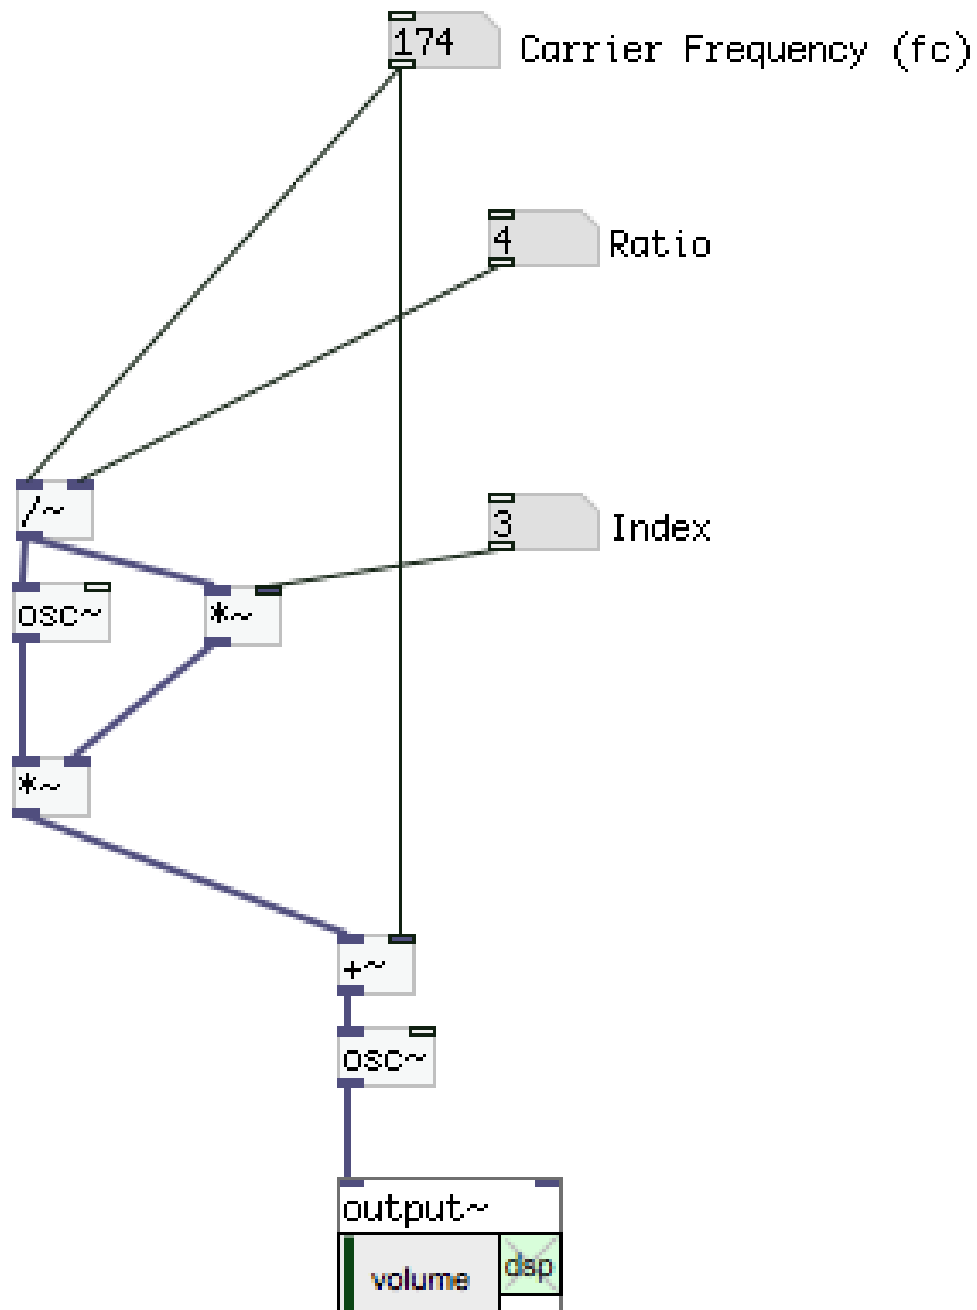 174 Carrier Frequency (fc)
4 Ratio
/~
3 Index
osc~
*~
*~
+~
osc~
output~
volume
dsp